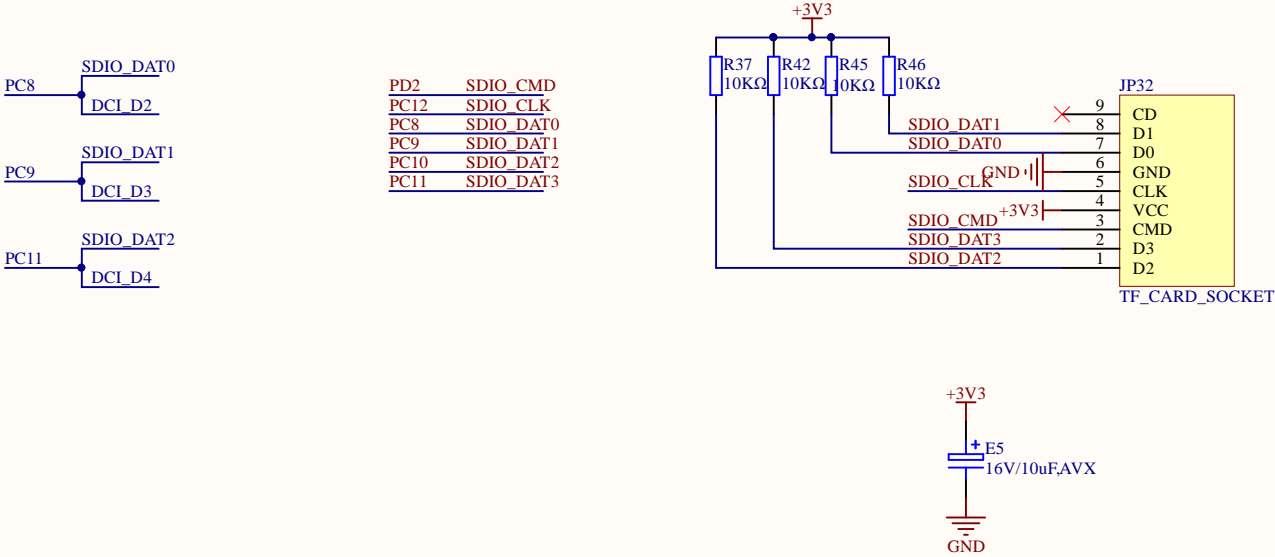 +3V3
SDIO_DAT0
PC8
DCI_D2
SDIO_DAT1
PC9
DCI_D3
SDIO_DAT2
PC11
DCI_D4
PD2 SDIO_CMD
PC12 SDIO_CLK
PC8 SDIO_DAT0
PC9 SDIO_DAT1
PC10 SDIO_DAT2
PC11 SDIO_DAT3
R37 R42 R45 R46
10KΩ 10KΩ 10KΩ 10KΩ
JP32
9 CD
SDIO_DAT1 8 D1
SDIO_DAT0 7 D0
GND 6 GND
SDIO_CLK 5 CLK
+3V3 4 VCC
SDIO_CMD 3 CMD
SDIO_DAT3 2 D3
SDIO_DAT2 1 D2
TF_CARD_SOCKET
+3V3
+ E5
16V/10uF,AVX
GND